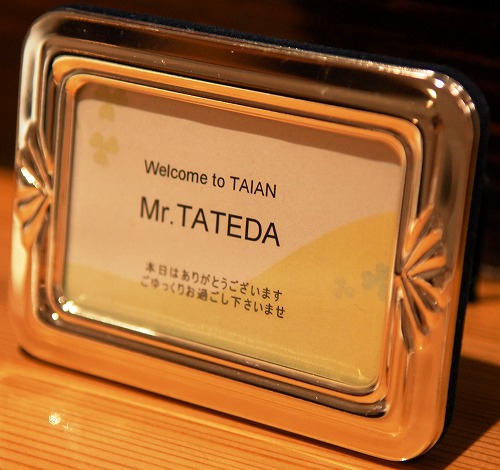 Welcome to TAIAN
Mr.TATEDA
本日はありがとうございます
ごゆっくりお過ごし下さいませ